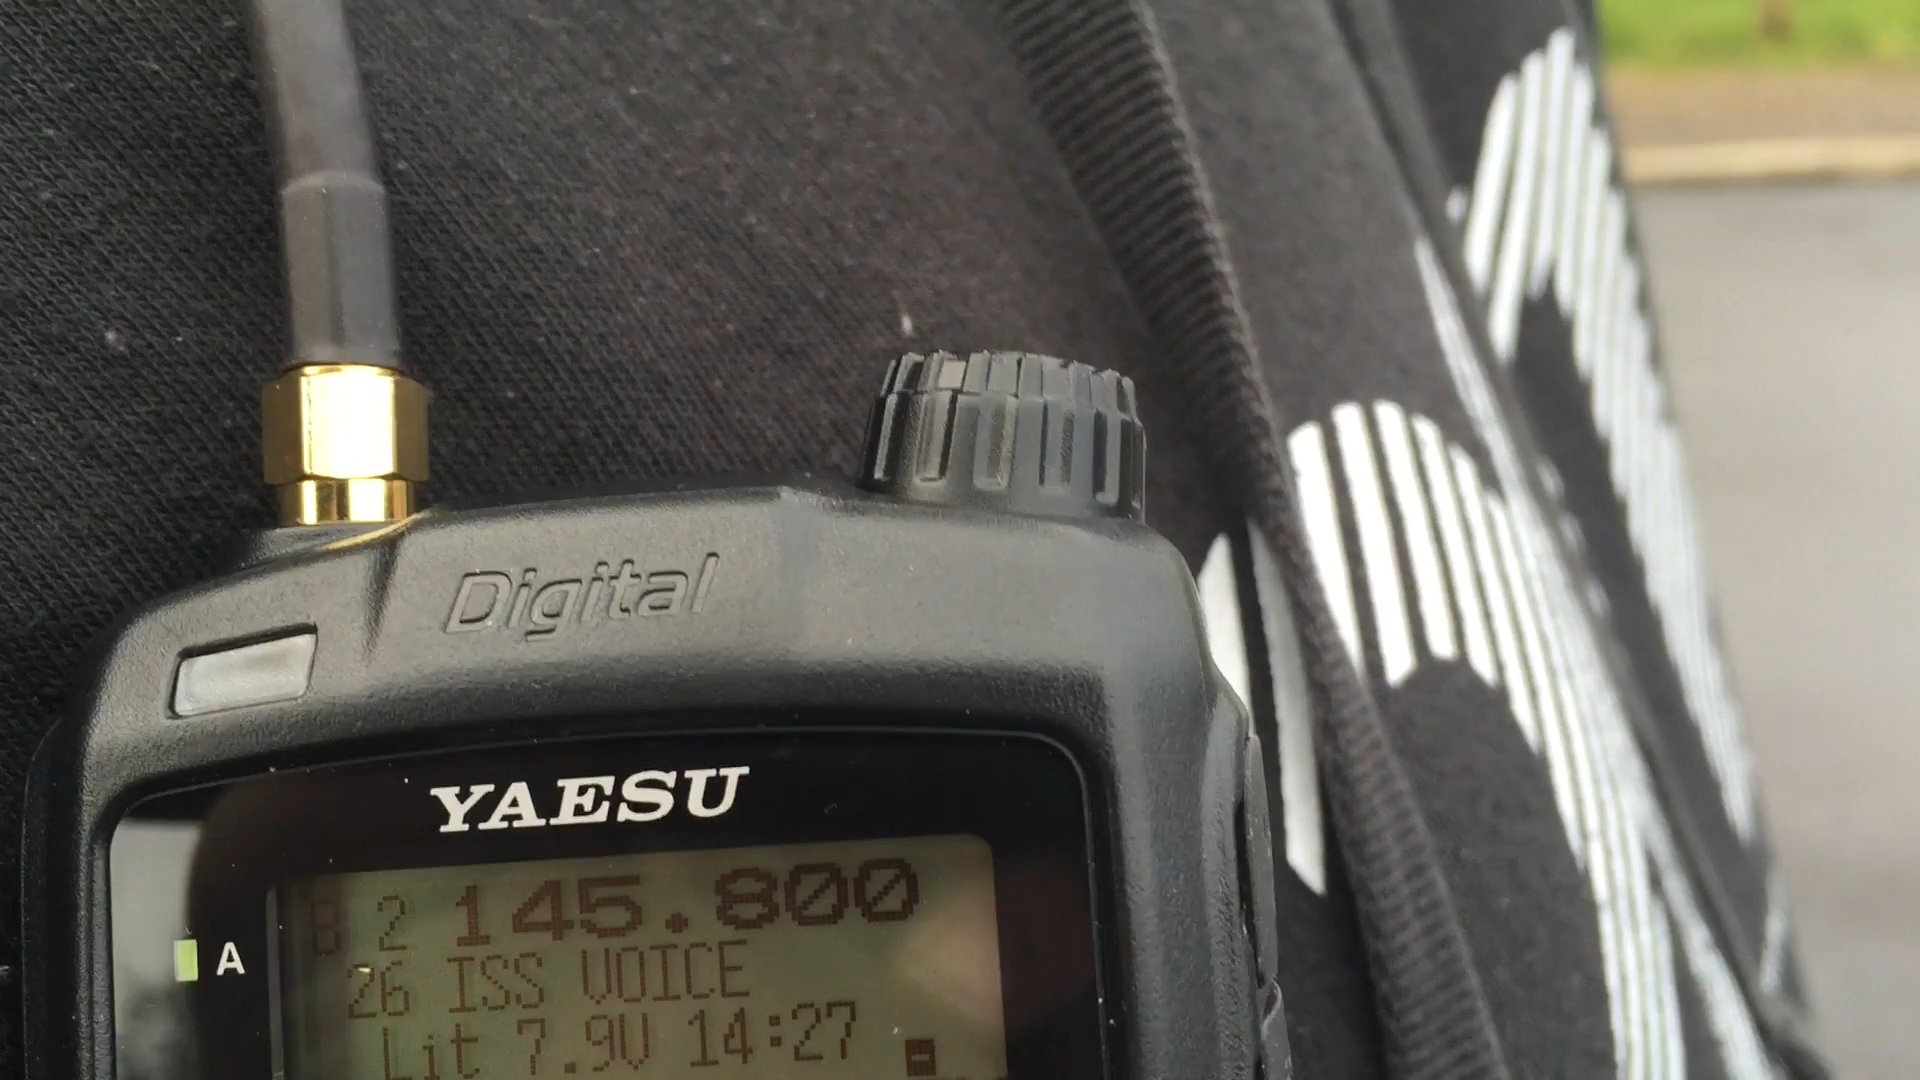 Digital
YAESU
A
B 2 145.800
26 ISS VOICE
Lit 7.9V 14:27